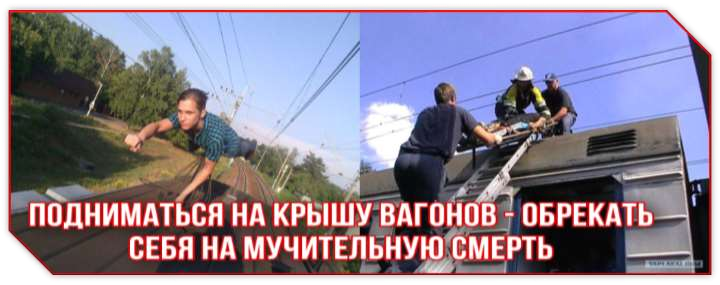 ПОДНИМАТЬСЯ НА КРЫШУ ВАГОНОВ - ОБРЕКАТЬ
СЕБЯ НА МУЧИТЕЛЬНУЮ СМЕРТЬ